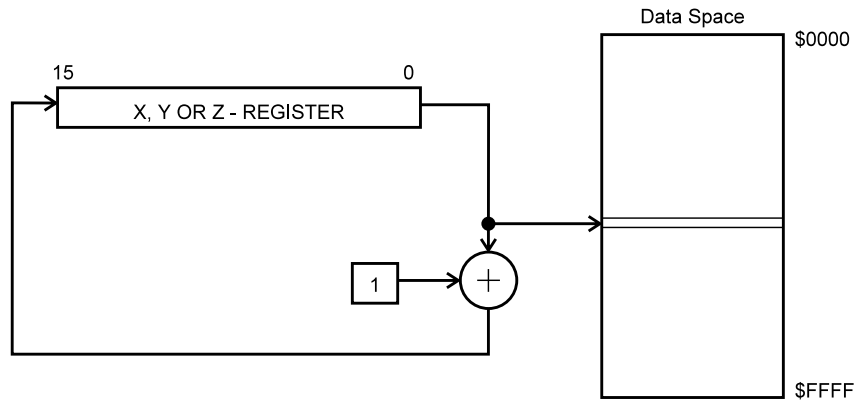 Data Space
$0000
15 0
X, Y OR Z - REGISTER
1
+
$FFFF